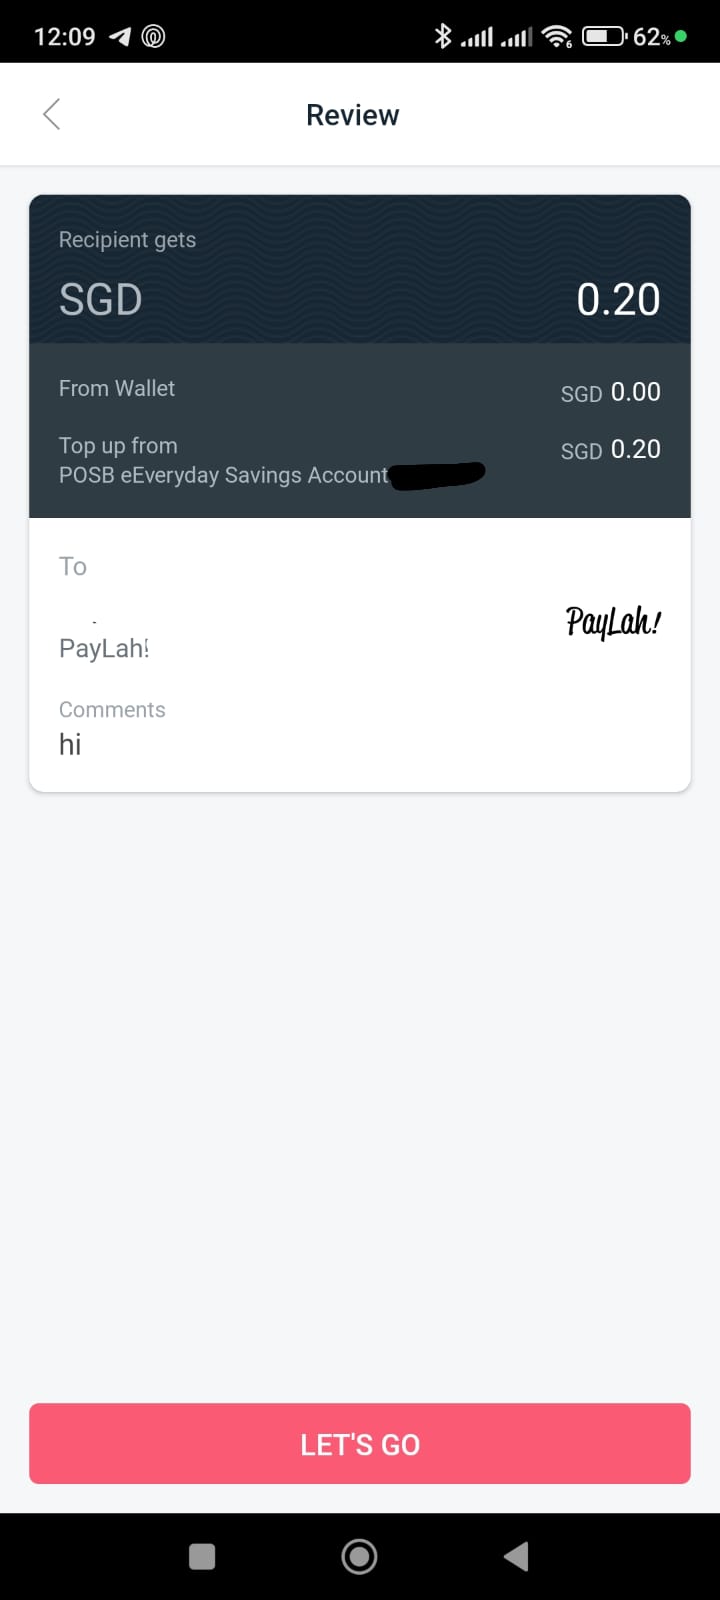 12:09 62%
Review
Recipient gets
SGD 0.20
From Wallet SGD 0.00
Top up from SGD 0.20
POSB eEveryday Savings Account
To
PayLah!
PayLah!
Comments
hi
LET'S GO